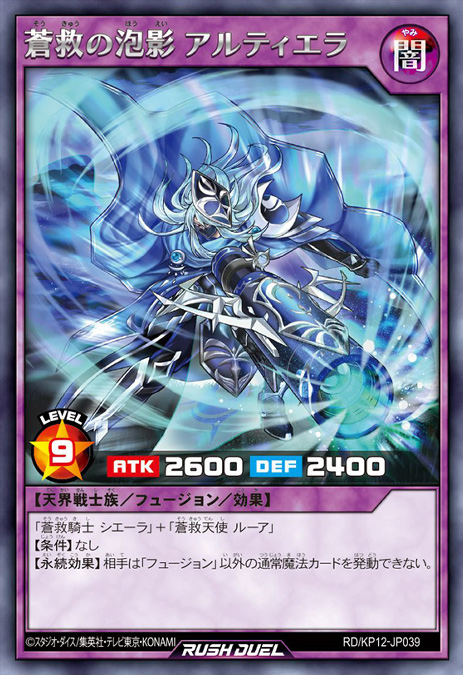 蒼救の泡影 アルティエラ
闇
LEVEL
9
ATK 2600 DEF 2400
【天界戦士族／フュージョン／効果】
「蒼救騎士 シエーラ」+「蒼救天使 ルーア」
【条件】なし
【永続効果】相手は「フュージョン」以外の通常魔法カードを発動できない。
©スタジオ・ダイス/集英社・テレビ東京・KONAMI
RUSH DUEL
RD/KP12-JP039